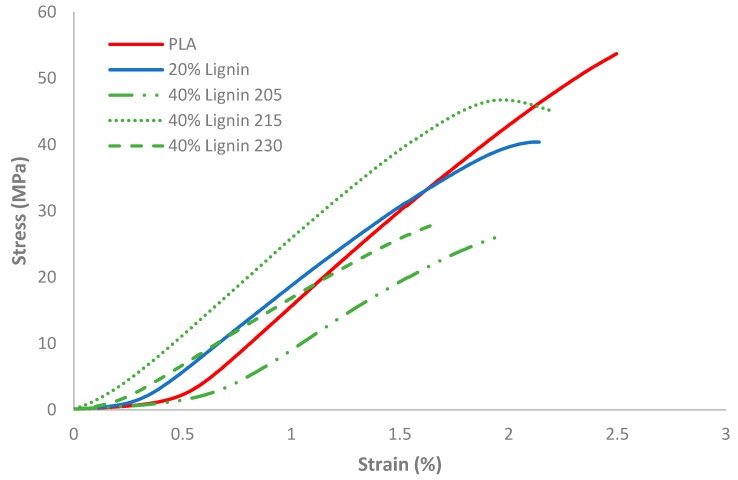 60
50
40
30
20
10
0
Stress (MPa)
PLA
20% Lignin
40% Lignin 205
40% Lignin 215
40% Lignin 230
0 0.5 1 1.5 2 2.5 3
Strain (%)